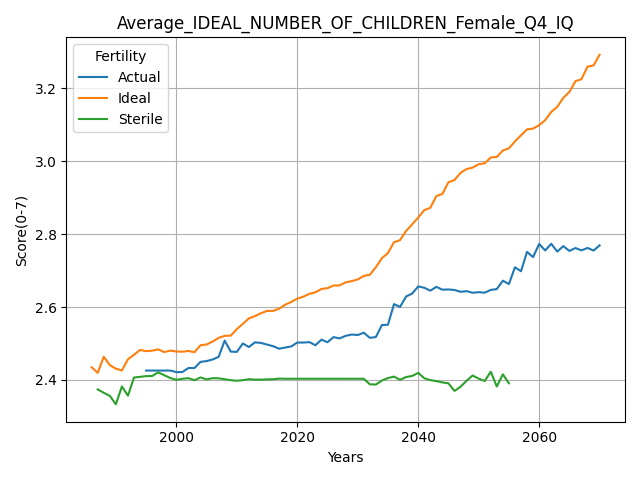 Average_IDEAL_NUMBER_OF_CHILDREN_Female_Q4_IQ
Fertility
Actual
Ideal
Sterile
Score(0-7)
3.2
3.0
2.8
2.6
2.4
2000
2020
2040
2060
Years